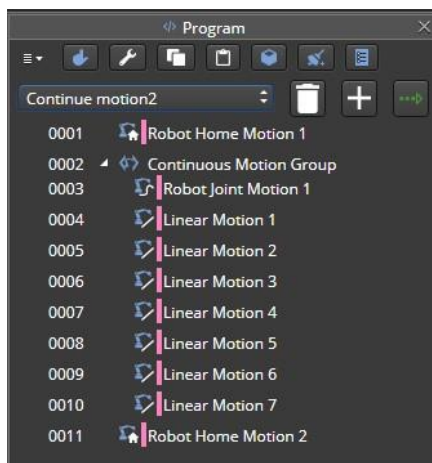 Program
Continue motion2
0001 Robot Home Motion 1
0002 Continuous Motion Group
0003 Robot Joint Motion 1
0004 Linear Motion 1
0005 Linear Motion 2
0006 Linear Motion 3
0007 Linear Motion 4
0008 Linear Motion 5
0009 Linear Motion 6
0010 Linear Motion 7
0011 Robot Home Motion 2